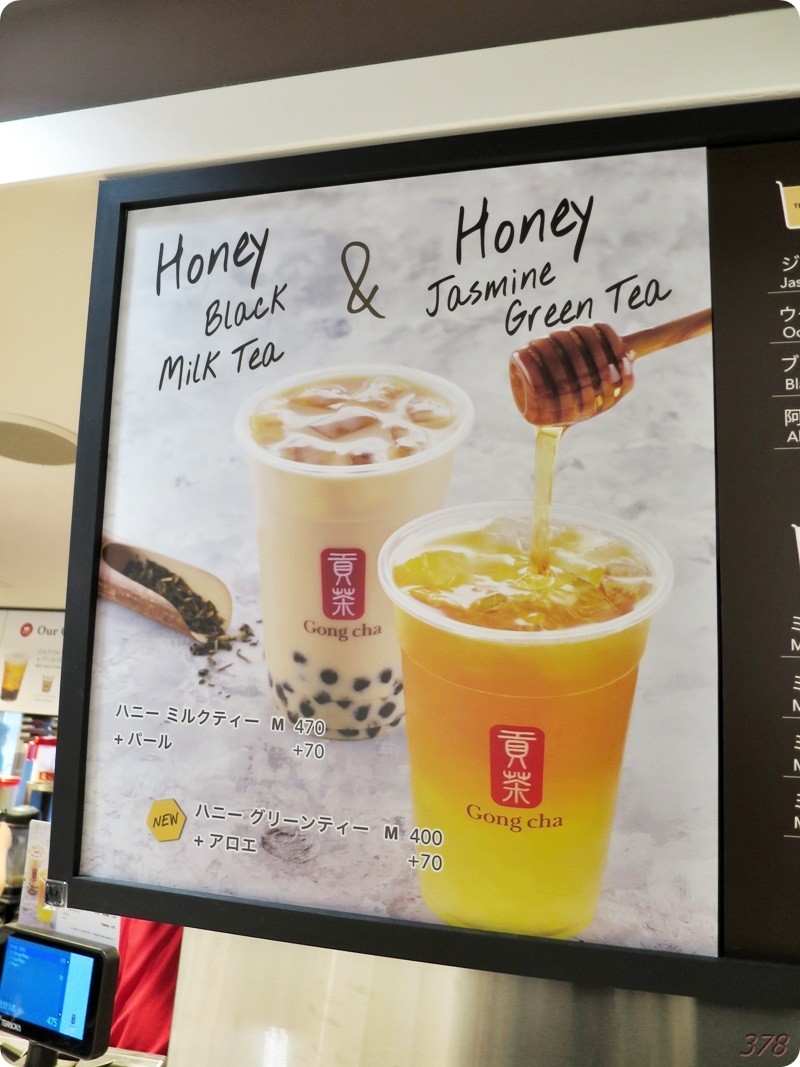 Honey
Black
Milk Tea
&
Honey
Jasmine
Green Tea
貢茶
Gong cha
貢茶
Gong cha
ハニー ミルクティー M 470
+パール +70
NEW
ハニー グリーンティー M 400
+アロエ +70
Our
475
378